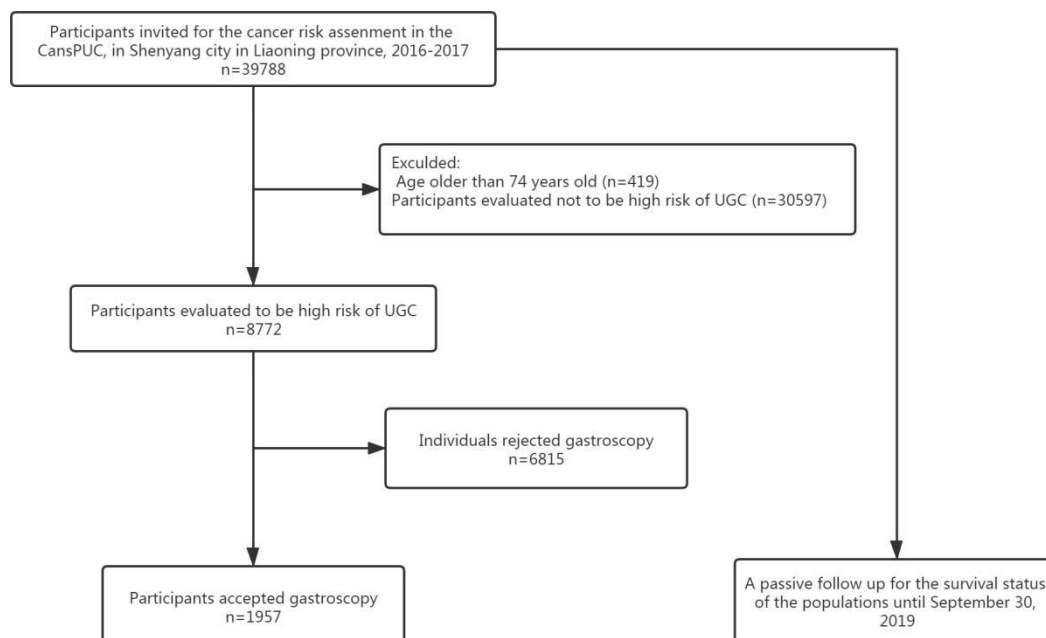 Participants invited for the cancer risk assenment in the
CansPUC, in Shenyang city in Liaoning province, 2016-2017
n=39788
Exculded:
Age older than 74 years old (n=419)
Participants evaluated not to be high risk of UGC (n=30597)
Participants evaluated to be high risk of UGC
n=8772
Individuals rejected gastroscopy
n=6815
Participants accepted gastroscopy
n=1957
A passive follow up for the survival status
of the populations until September 30,
2019